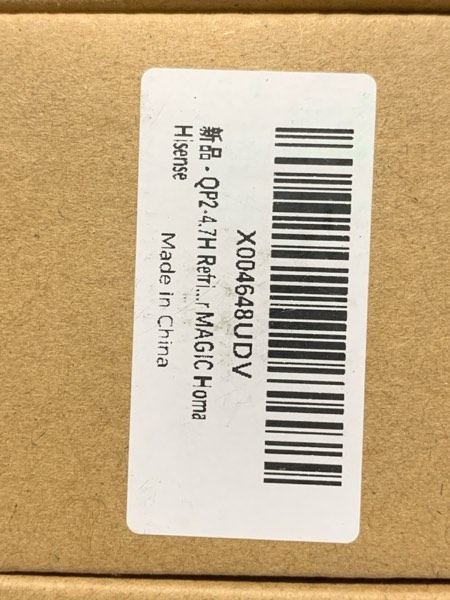 X004648UDV
新品 - QP2-4.7H Refri...r MAGIC Homa
Hisense
Made in China